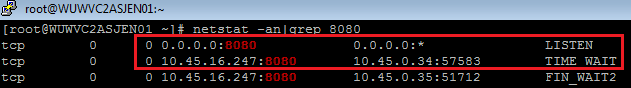 root@WUWVC2ASJEN01:~
[root@WUWVC2ASJEN01 ~]# netstat -an|grep 8080
tcp 0 0 0.0.0.0:8080 0.0.0.0:* LISTEN
tcp 0 0 10.45.16.247:8080 10.45.0.34:57583 TIME_WAIT
tcp 0 0 10.45.16.247:8080 10.45.0.35:51712 FIN_WAIT2